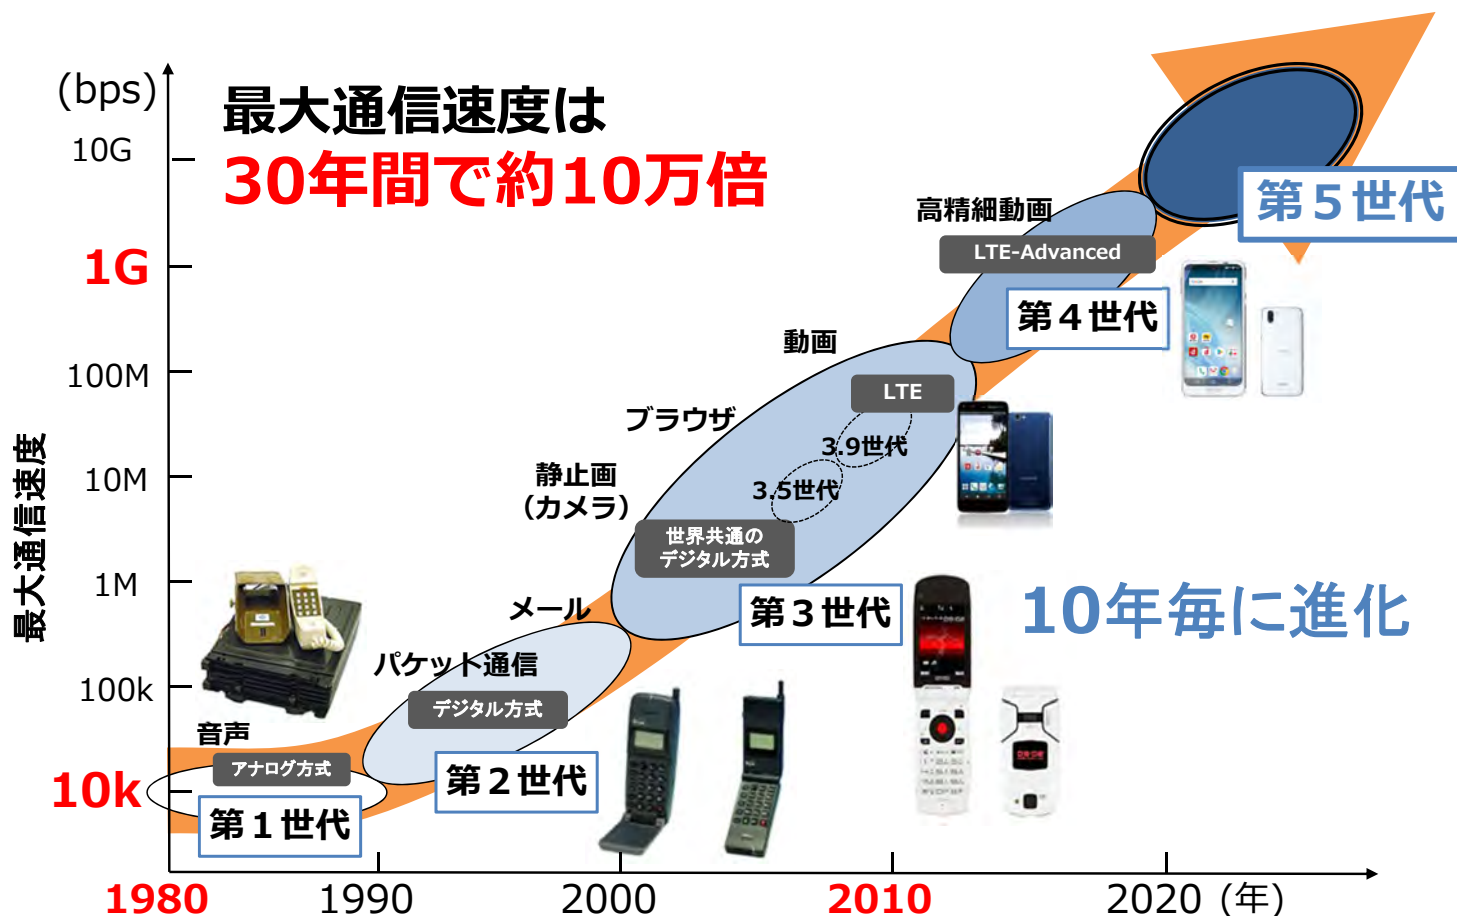 (bps)
最大通信速度は
30年間で約10万倍
10G
1G
100M
10M
1M
100k
10k
最大通信速度
高精細動画
LTE-Advanced
第５世代
第４世代
動画
LTE
ブラウザ
3.9世代
静止画
（カメラ）
3.5世代
世界共通の
デジタル方式
第３世代
10年毎に進化
メール
パケット通信
デジタル方式
第２世代
音声
アナログ方式
第１世代
1980
1990
2000
2010
2020
(年)